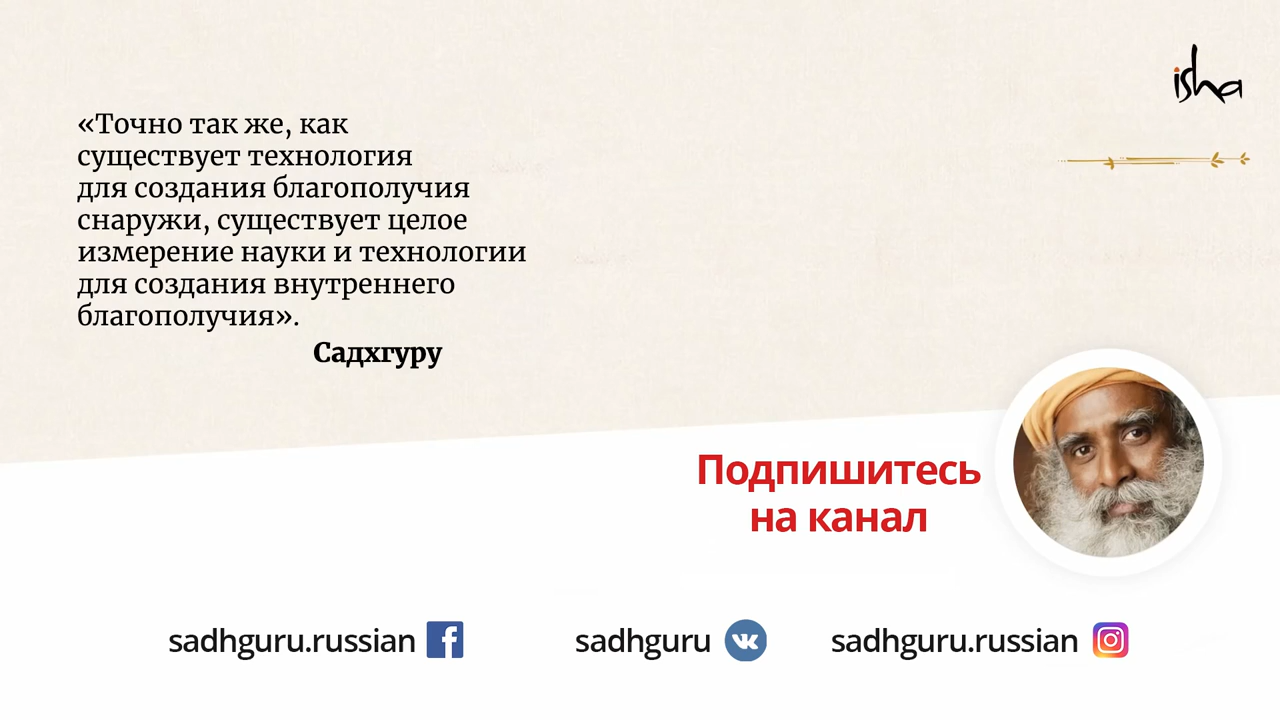 isha
«Точно так же, как
существует технология
для создания благополучия
снаружи, существует целое
измерение науки и технологии
для создания внутреннего
благополучия».
Садхгуру
Подпишитесь
на канал
sadhguru.russian
sadhguru
sadhguru.russian